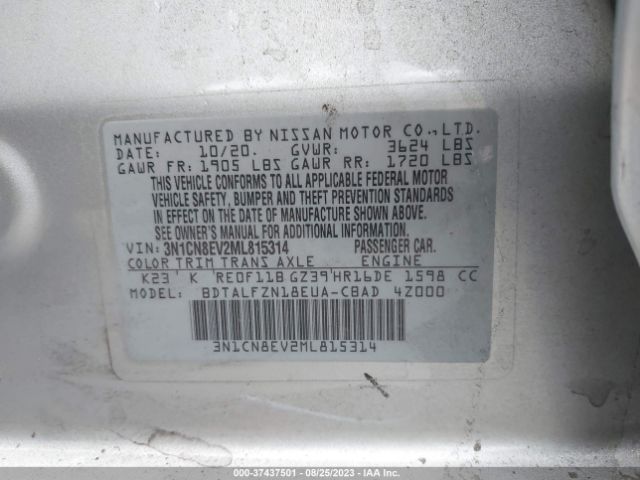 MANUFACTURED BY NISSAN MOTOR CO.,LTD.
DATE: 10/20. GVWR: 3624 LBS
GAWR FR: 1905 LBS GAWR RR: 1720 LBS
THIS VEHICLE CONFORMS TO ALL APPLICABLE FEDERAL MOTOR
VEHICLE SAFETY, BUMPER AND THEFT PREVENTION STANDARDS
IN EFFECT ON THE DATE OF MANUFACTURE SHOWN ABOVE.
SEE OWNER'S MANUAL FOR ADDITIONAL INFORMATION.
VIN: 3N1CN8EV2ML815314 PASSENGER CAR.
COLOR TRIM TRANS AXLE ENGINE
K23 K RE0F11B GZ39 HR16DE 1598 CC
MODEL: BDTALFZN18EUA-CBAD 4Z000
3N1CN8EV2ML815314
000-37437501 - 08/25/2023 - IAA Inc.